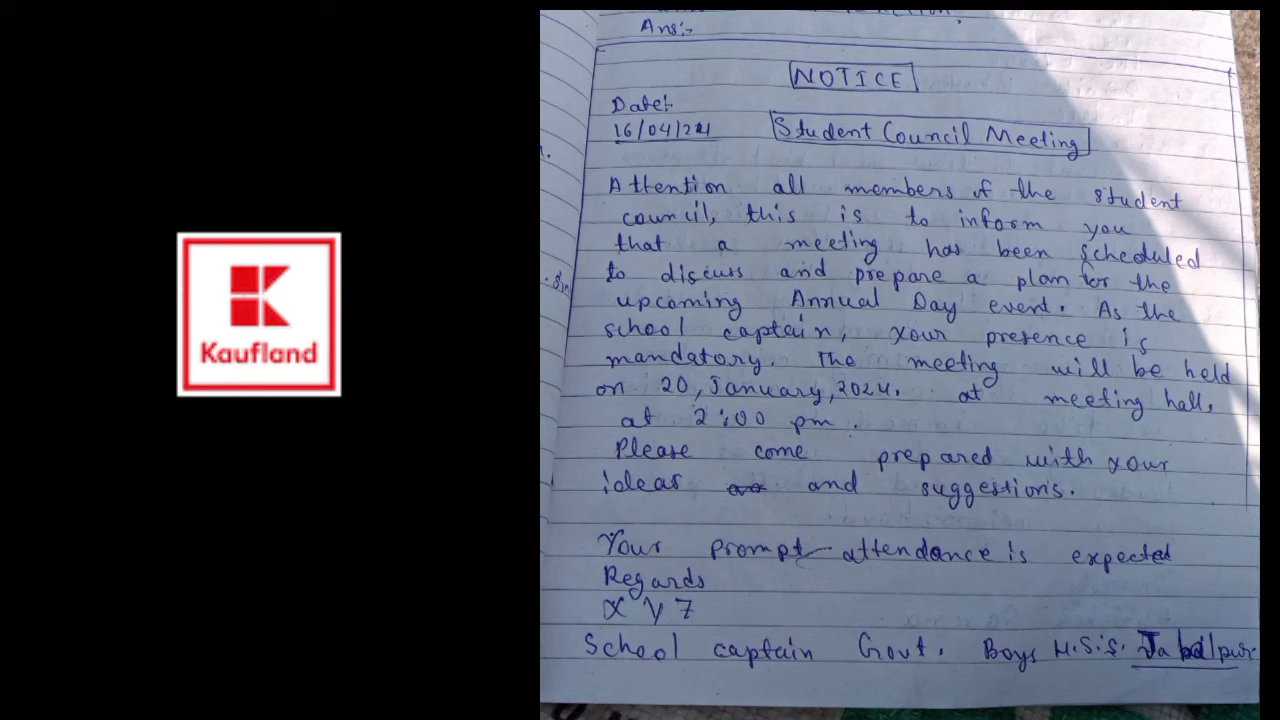 Kaufland
Ans:-
NOTICE
Date:-
16/04/24
Student Council Meeting
Attention all members of the student
council, this is to inform you
that a meeting has been scheduled
to discuss and prepare a plan for the
upcoming Annual Day event. As the
school captain, your presence is
mandatory. The meeting will be held
on 20, January, 2024. at meeting hall,
at 2:00 pm.
Please come prepared with your
ideas and suggestions.
Your prompt attendance is expected
Regards
X Y Z
School captain Govt. Boys H.S.S. Jabalpur